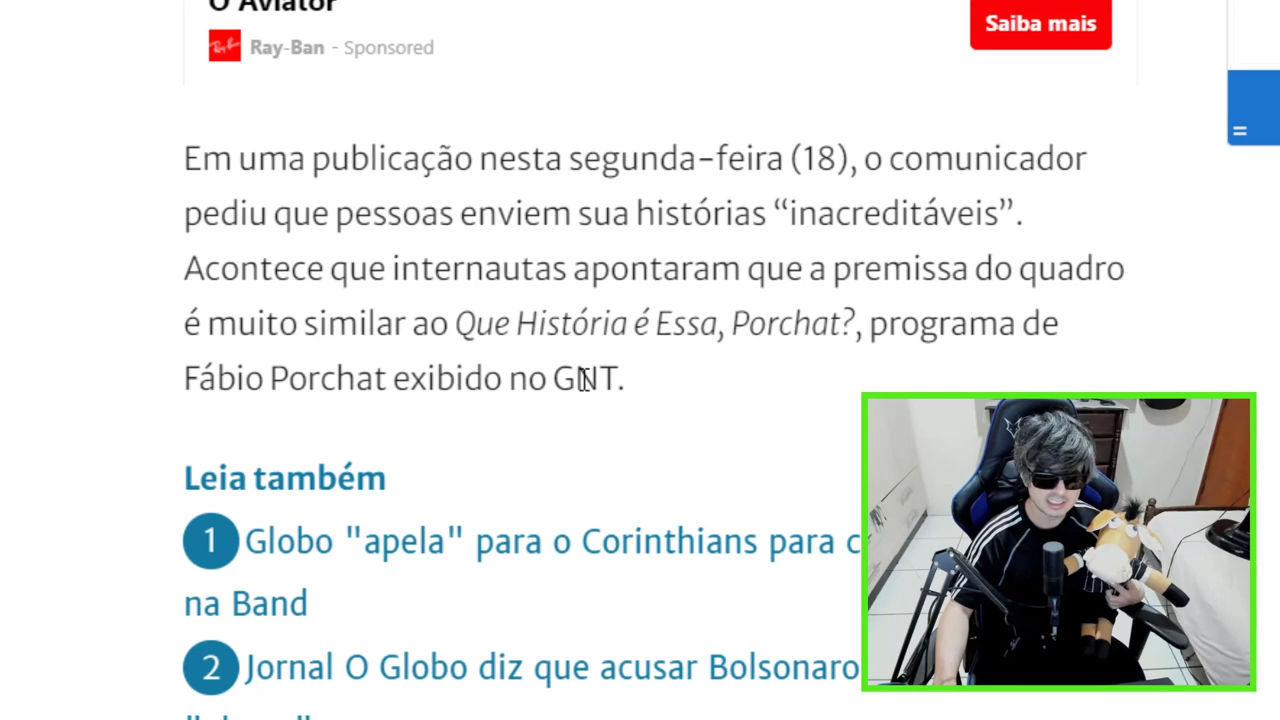 O Aviator
Ray-Ban - Sponsored
Saiba mais
Em uma publicação nesta segunda-feira (18), o comunicador
pediu que pessoas enviem sua histórias “inacreditáveis”.
Acontece que internautas apontaram que a premissa do quadro
é muito similar ao Que História é Essa, Porchat?, programa de
Fábio Porchat exibido no GNT.
Leia também
1 Globo "apela" para o Corinthians para
na Band
2 Jornal O Globo diz que acusar Bolsonaro